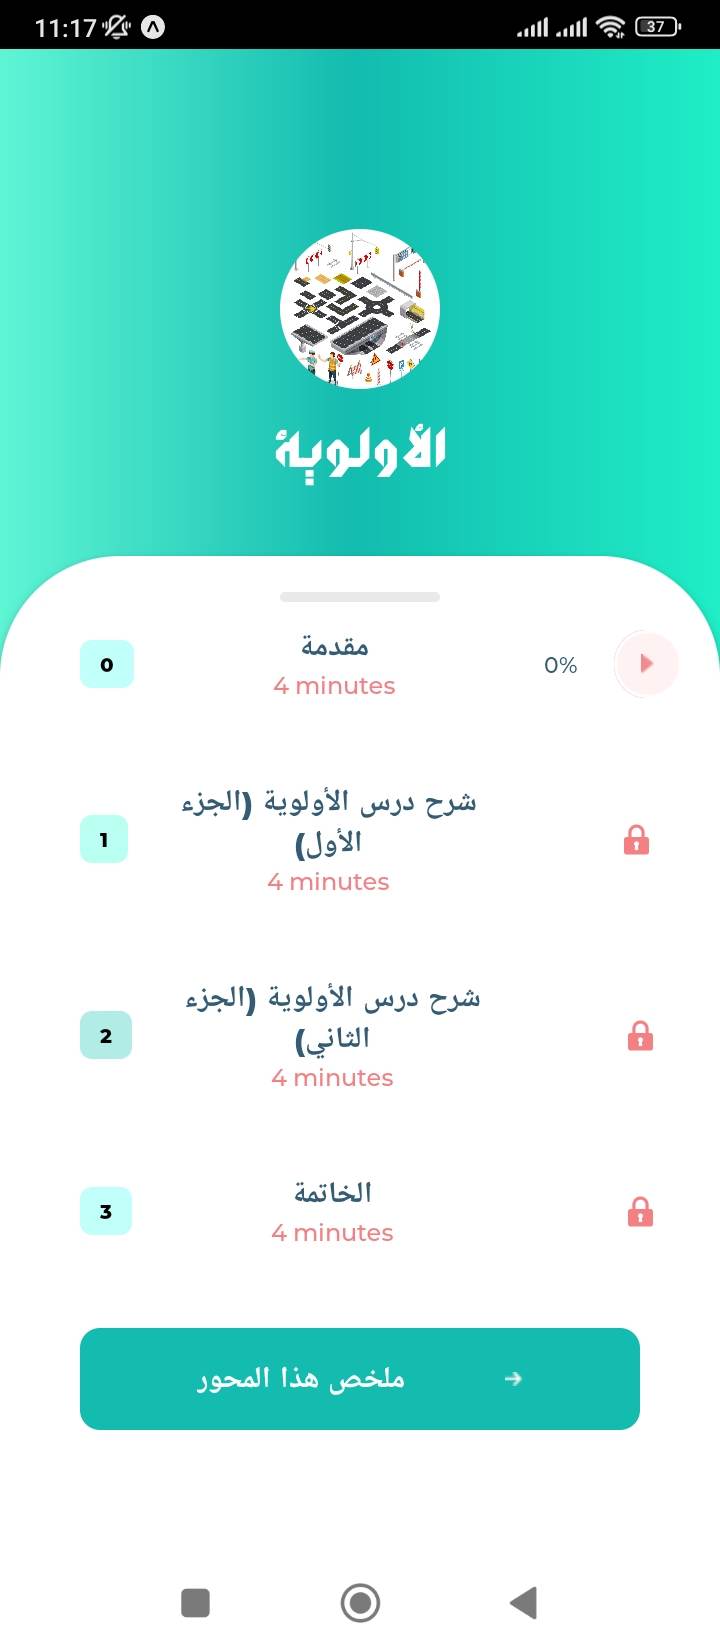 11:17
37
الأولوية
0
مقدمة
4 minutes
0%
1
شرح درس الأولوية (الجزء
الأول)
4 minutes
2
شرح درس الأولوية (الجزء
الثاني)
4 minutes
3
الخاتمة
4 minutes
ملخص هذا المحور